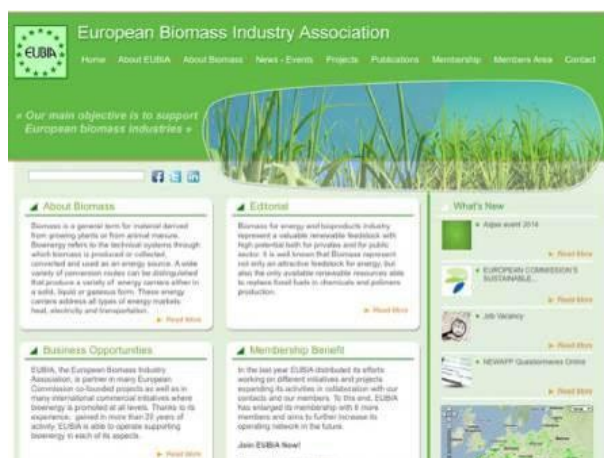 European Biomass Industry Association
EUBIA
Home About EUBIA About Biomass News - Events Projects Publications Membership Members Area Contact
« Our main objective is to support
European biomass industries »
About Biomass
Biomass is a general term for material derived
from growing plants or from animal manure.
Bioenergy refers to the technical systems through
which biomass is produced or collected,
converted and used as an energy source. A wide
variety of conversion routes can be distinguished
that produce a variety of energy carriers either in
a solid, liquid or gaseous form. These energy
carriers address all types of energy markets
heat, electricity and transportation.
Read More
Editorial
Biomass for energy and bioproducts industry
represent a valuable renewable feedstock with
high potential both for privates and for public
sector. It is well known that Biomass represent
not only an attractive feedstock for energy, but
also the only available renewable resources able
to replace fossil fuels in chemicals and polimers
production.
Read More
What's New
event 2014
Read More
EUROPEAN COMMISSION'S
SUSTAINABLE...
Read More
Job Vacancy
Read More
NEWAPP Questionnaires Online
Read More
Business Opportunities
EUBIA, the European Biomass Industry
Association, is partner in many European
Commission co-founded projects as well as in
many international commercial initiatives where
bioenergy is promoted at all levels. Thanks to its
experience, gained in more than 20 years of
activity, EUBIA is able to operate supporting
bioenergy in each of its aspects.
Read More
Membership Benefit
In the last year EUBIA distributed its efforts
working on different initiatives and projects
expanding its activities in collaboration with our
contacts and our members. To this end, EUBIA
has enlarged its membership with 6 more
members and aims to further increase its
operating network in the future.
Join EUBIA Now!